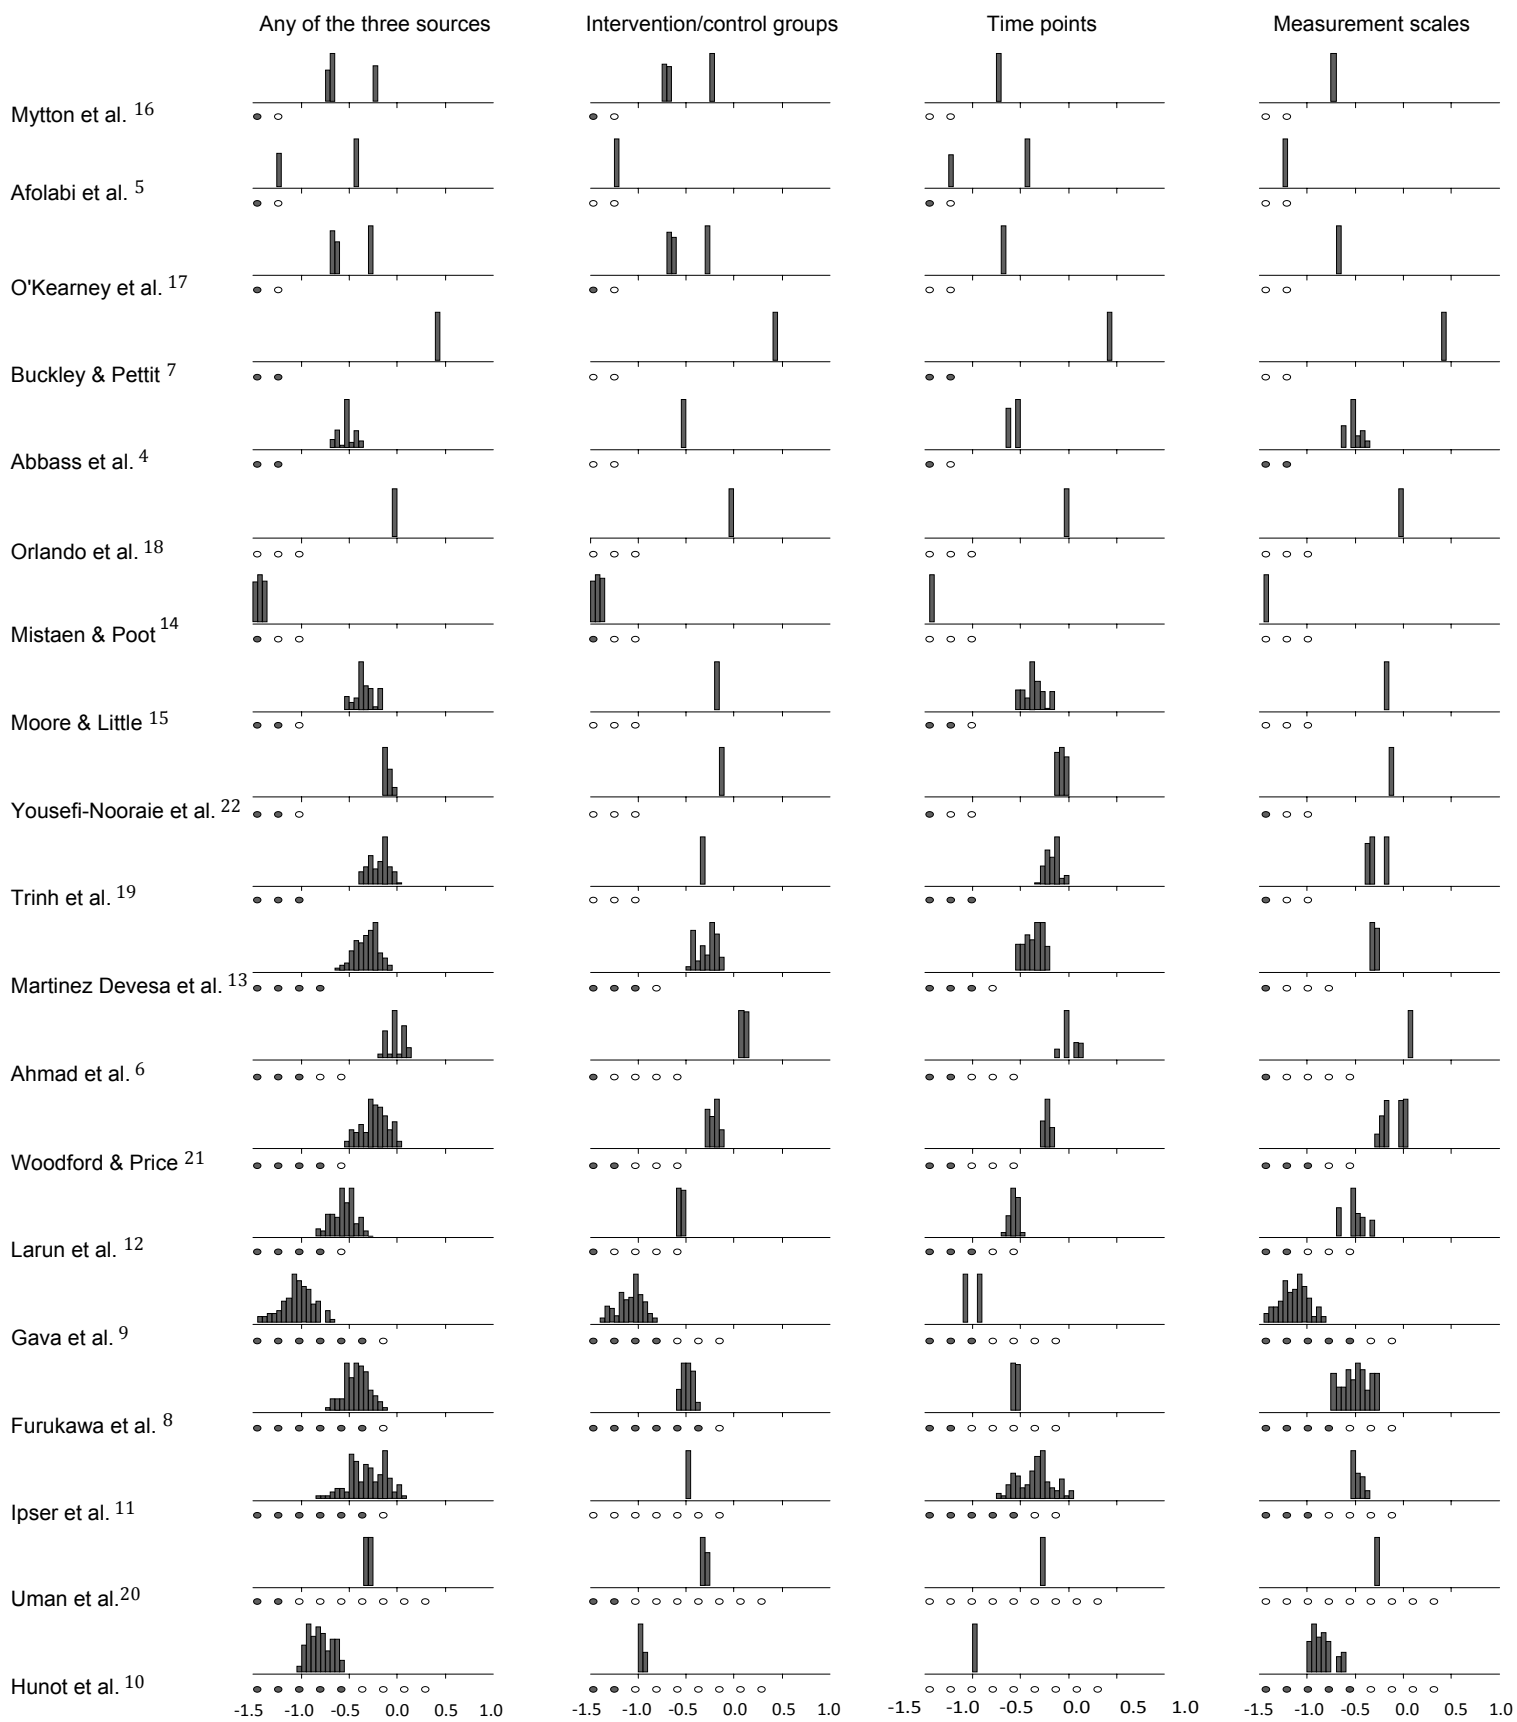 Any of the three sources Intervention/control groups Time points Measurement scales
Mytton et al. 16
Afolabi et al. 5
O'Kearney et al. 17
Buckley & Pettit 7
Abbass et al. 4
Orlando et al. 18
Mistaen & Poot 14
Moore & Little 15
Yousefi-Nooraie et al. 22
Trinh et al. 19
Martinez Devesa et al. 13
Ahmad et al. 6
Woodford & Price 21
Larun et al. 12
Gava et al. 9
Furukawa et al. 8
Ipser et al. 11
Uman et al.20
Hunot et al. 10
-1.5 -1.0 -0.5 0.0 0.5 1.0 -1.5 -1.0 -0.5 0.0 0.5 1.0 -1.5 -1.0 -0.5 0.0 0.5 1.0 -1.5 -1.0 -0.5 0.0 0.5 1.0